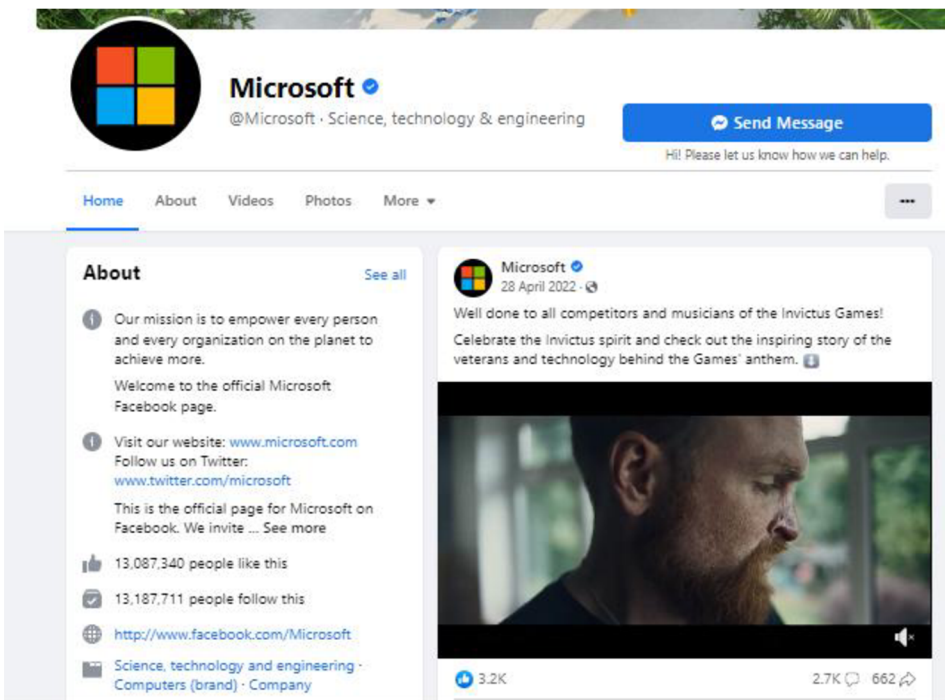 Microsoft
@Microsoft · Science, technology & engineering
Send Message
Hi! Please let us know how we can help.
Home
About
Videos
Photos
More
About
See all
Our mission is to empower every person
and every organization on the planet to
achieve more.
Welcome to the official Microsoft
Facebook page.
Visit our website: www.microsoft.com
Follow us on Twitter:
www.twitter.com/microsoft
This is the official page for Microsoft on
Facebook. We invite ... See more
13,087,340 people like this
13,187,711 people follow this
http://www.facebook.com/Microsoft
Science, technology and engineering ·
Computers (brand) · Company
Microsoft
28 April 2022 ·
Well done to all competitors and musicians of the Invictus Games!
Celebrate the Invictus spirit and check out the inspiring story of the
veterans and technology behind the Games' anthem.
3.2K
2.7K
662